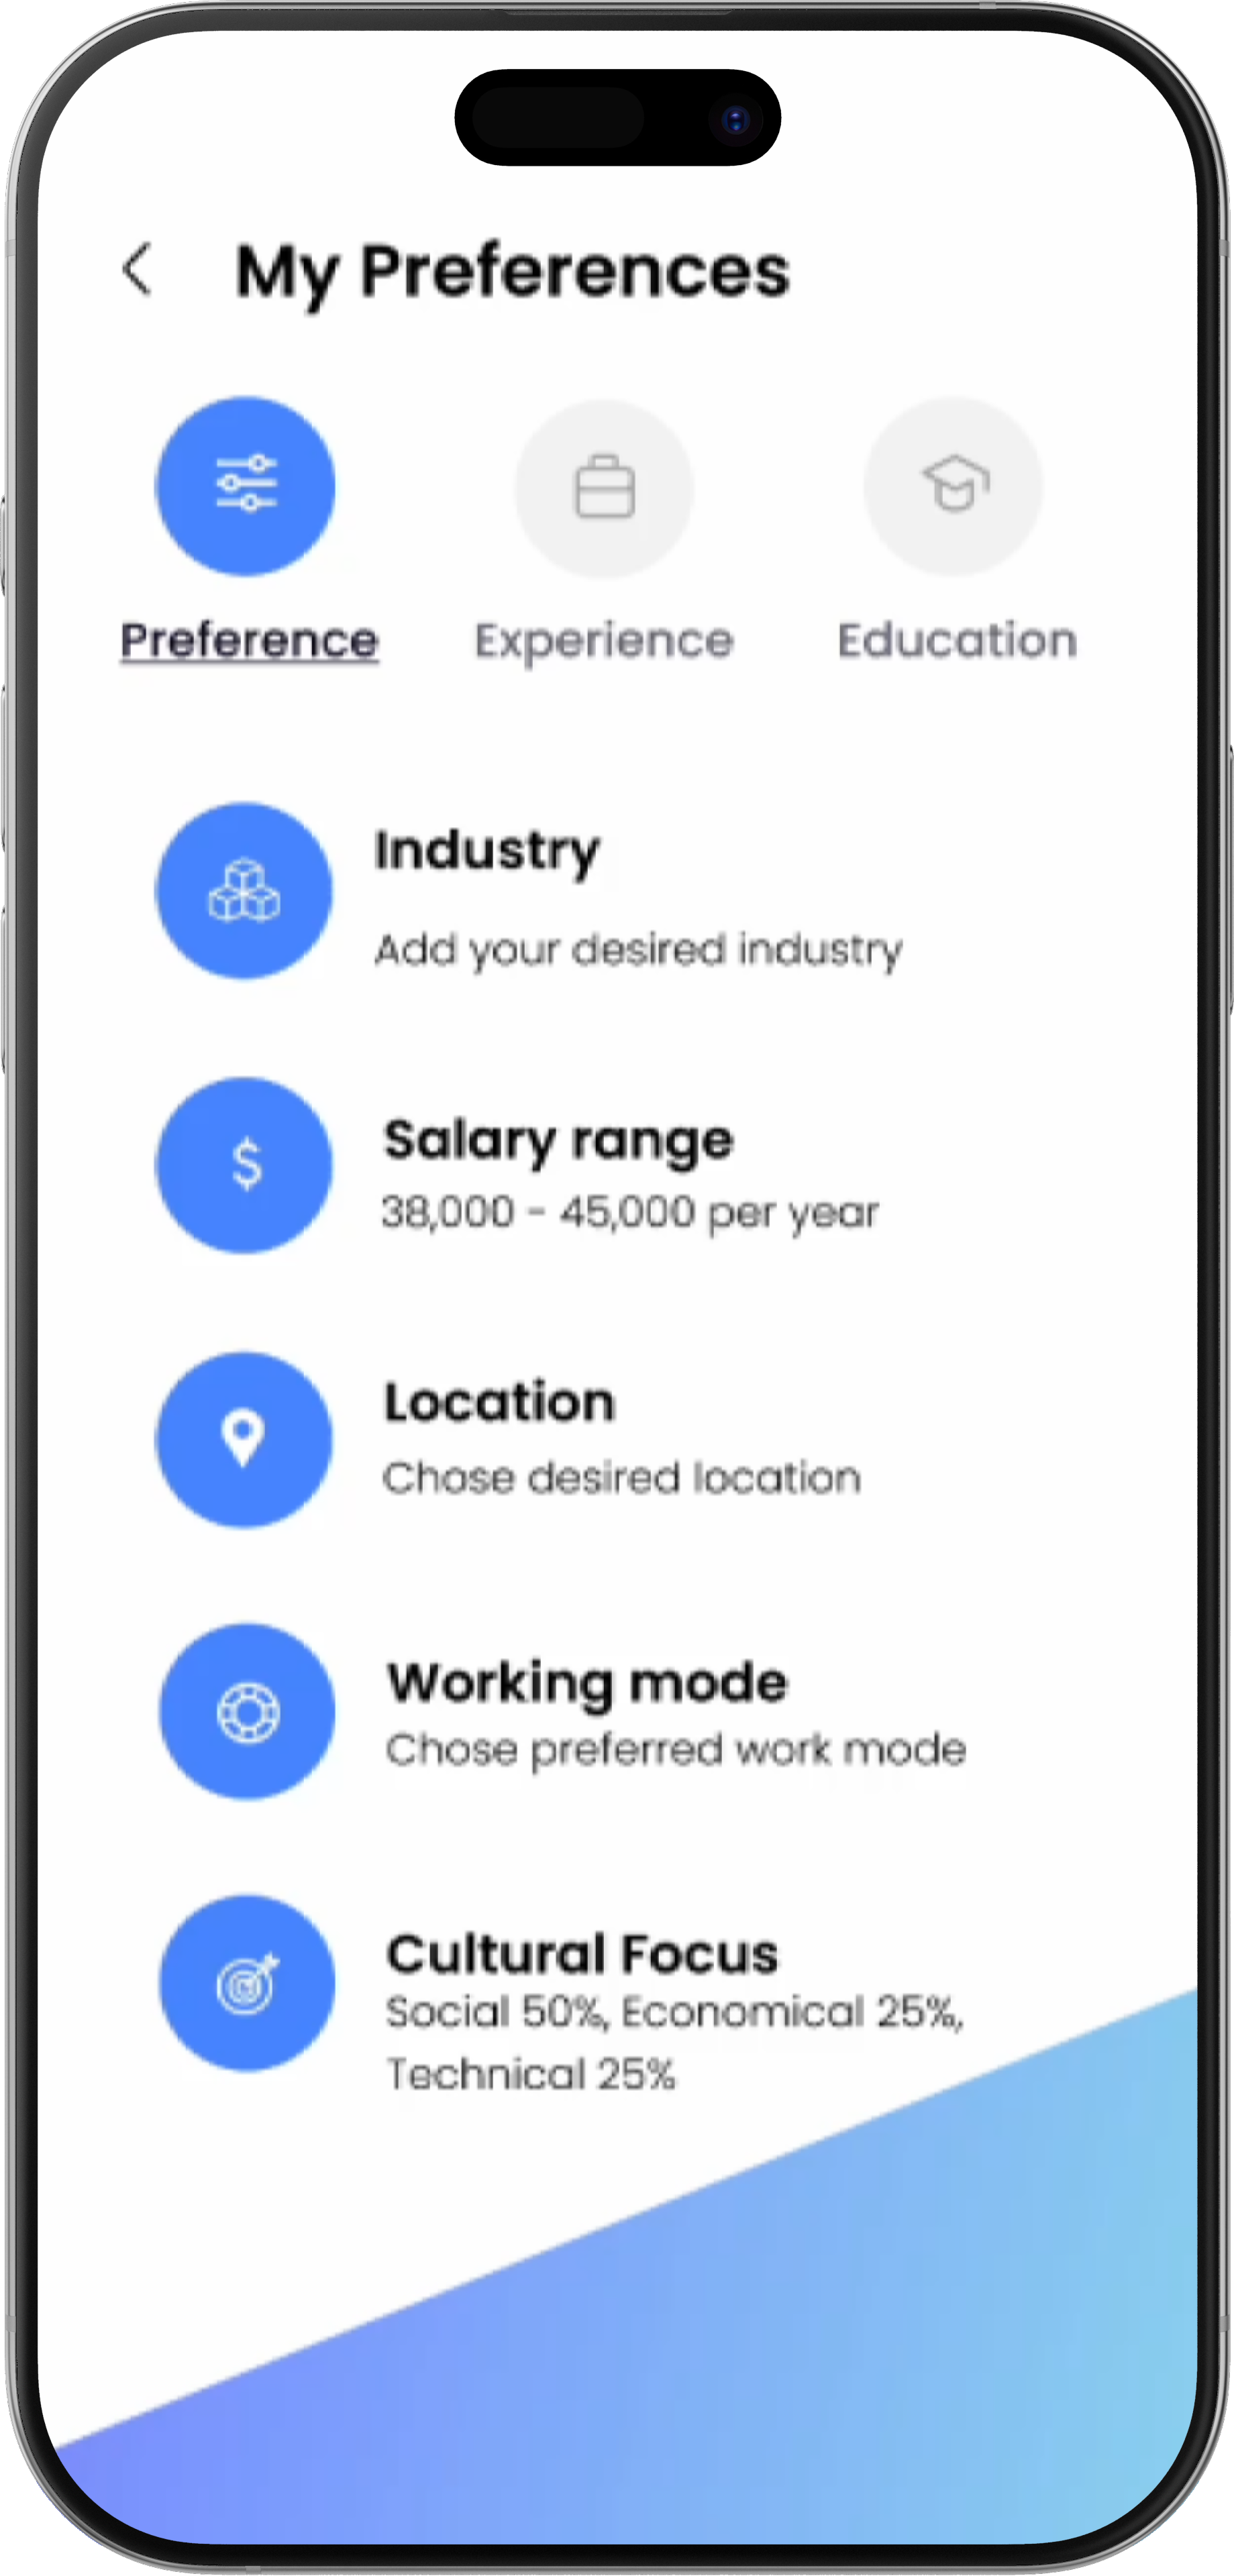 My Preferences
Preference Experience Education
Industry
Add your desired industry
$
Salary range
38,000 - 45,000 per year
Location
Chose desired location
Working mode
Chose preferred work mode
Cultural Focus
Social 50%, Economical 25%,
Technical 25%